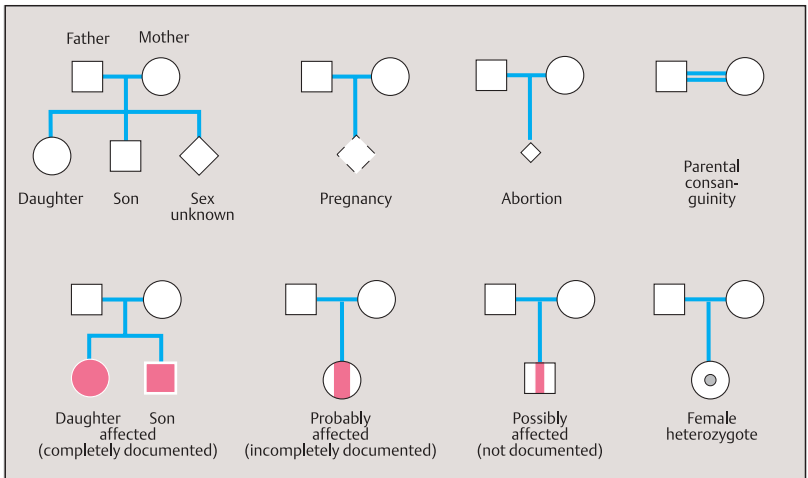 Father
Mother
Daughter
Son
Sex
unknown
Pregnancy
Abortion
Parental
consan-
guinity
Daughter
Son
affected
(completely documented)
Probably
affected
(incompletely documented)
Possibly
affected
(not documented)
Female
heterozygote